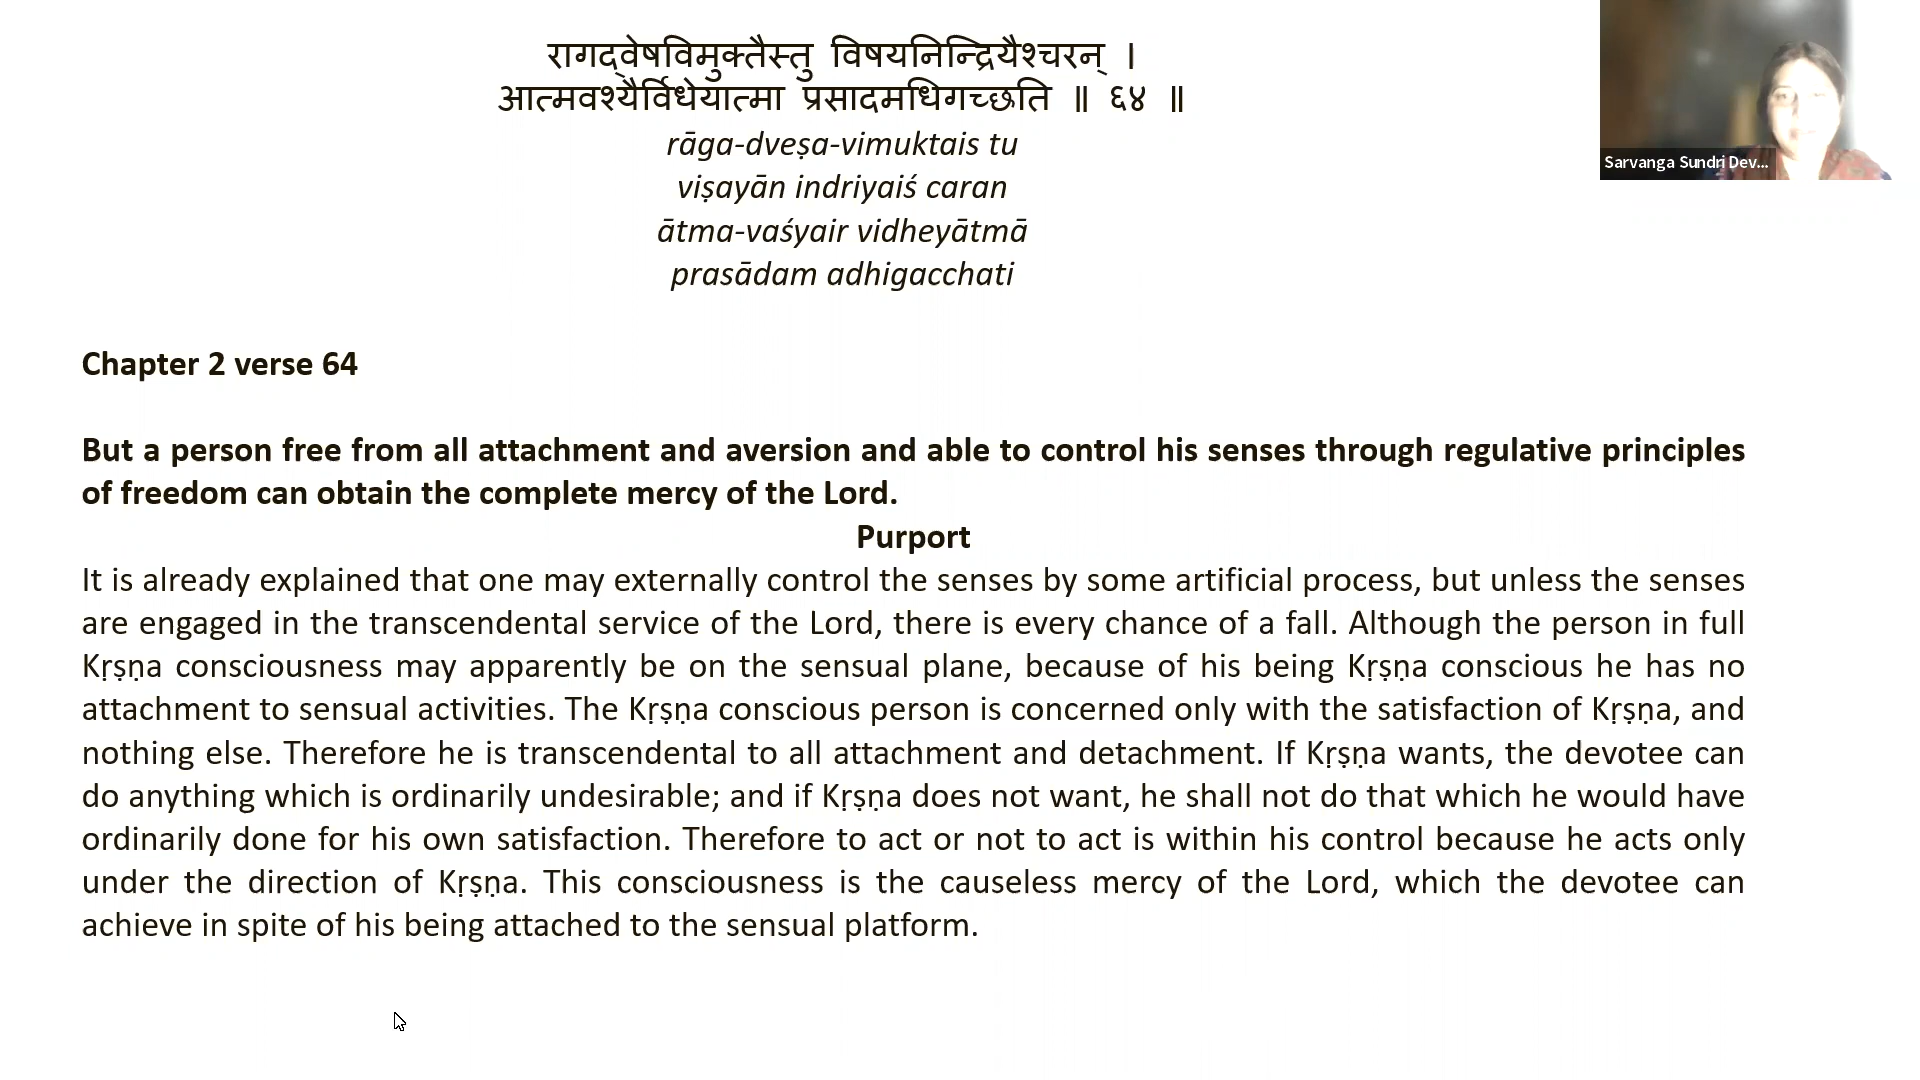 रागद्वेषविमुक्तैस्तु विषयनिन्द्रियैश्चरन् ।
आत्मवश्यैर्विधेयात्मा प्रसादमधिगच्छति ॥ ६४ ॥
rāga-dveṣa-vimuktais tu
viṣayān indriyaiś caran
ātma-vaśyair vidheyātmā
prasādam adhigacchati
Sarvanga Sundri Dev...
Chapter 2 verse 64
But a person free from all attachment and aversion and able to control his senses through regulative principles
of freedom can obtain the complete mercy of the Lord.
Purport
It is already explained that one may externally control the senses by some artificial process, but unless the senses
are engaged in the transcendental service of the Lord, there is every chance of a fall. Although the person in full
Kṛṣṇa consciousness may apparently be on the sensual plane, because of his being Kṛṣṇa conscious he has no
attachment to sensual activities. The Kṛṣṇa conscious person is concerned only with the satisfaction of Kṛṣṇa, and
nothing else. Therefore he is transcendental to all attachment and detachment. If Kṛṣṇa wants, the devotee can
do anything which is ordinarily undesirable; and if Kṛṣṇa does not want, he shall not do that which he would have
ordinarily done for his own satisfaction. Therefore to act or not to act is within his control because he acts only
under the direction of Kṛṣṇa. This consciousness is the causeless mercy of the Lord, which the devotee can
achieve in spite of his being attached to the sensual platform.